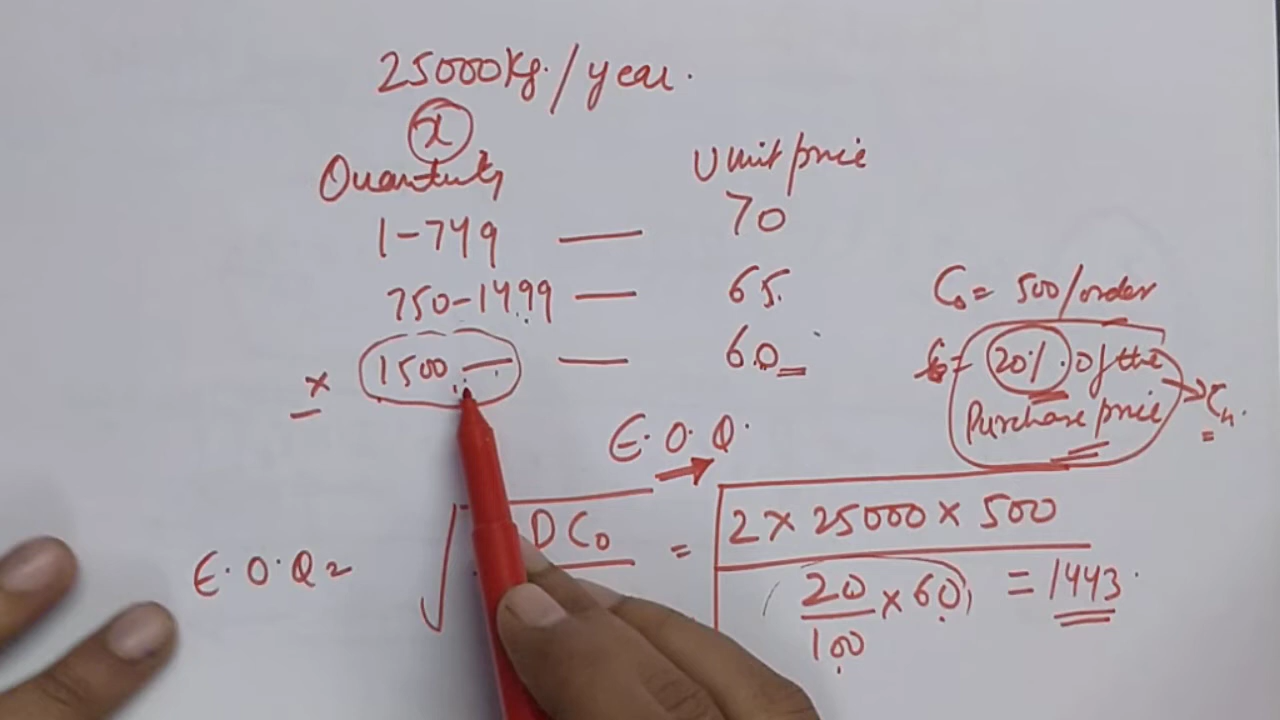 25000Kg./year.
x
Quantity Unit price
1-749 — 70
750-1499 — 65.
x 1500 — — 60
C₀ = 500/order
20% of the
Purchase price → Cₕ.
E.O.Q.
E.O.Q = √ DC₀ = 2 x 25000 x 500
20/100 x 60 = 1443.